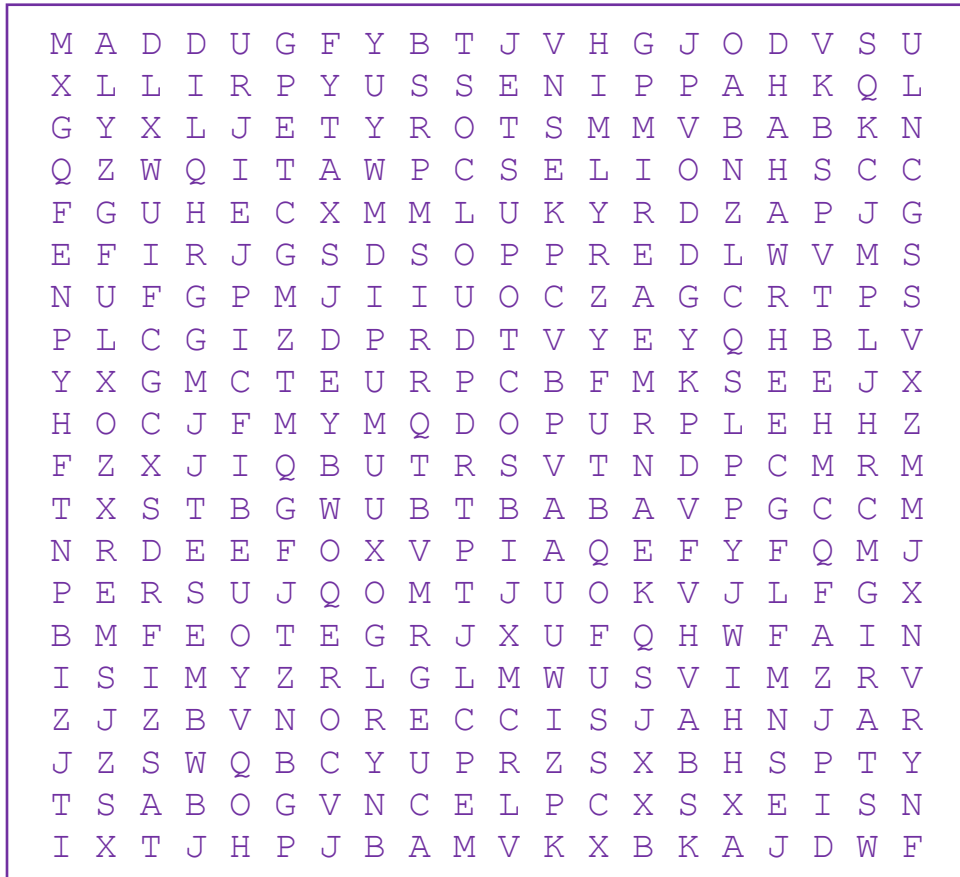 M A D D U G F Y B T J V H G J O D V S U
X L L I R P Y U S S E N I P P A H K Q L
G Y X L J E T Y R O T S M M V B A B K N
Q Z W Q I T A W P C S E L I O N H S C C
F G U H E C X M M L U K Y R D Z A P J G
E F I R J G S D S O P P R E D L W V M S
N U F G P M J I I U O C Z A G C R T P S
P L C G I Z D P R D T V Y E Y Q H B L V
Y X G M C T E U R P C B F M K S E E J X
H O C J F M Y M Q D O P U R P L E H H Z
F Z X J I Q B U T R S V T N D P C M R M
T X S T B G W U B T B A B A V P G C C M
N R D E E F O X V P I A Q E F Y F Q M J
P E R S U J Q O M T J U O K V J L F G X
B M F E O T E G R J X U F Q H W F A I N
I S I M Y Z R L G L M W U S V I M Z R V
Z J Z B V N O R E C C I S J A H N J A R
J Z S W Q B C Y U P R Z S X B H S P T Y
T S A B O G V N C E L P C X S X E I S N
I X T J H P J B A M V K X B K A J D W F